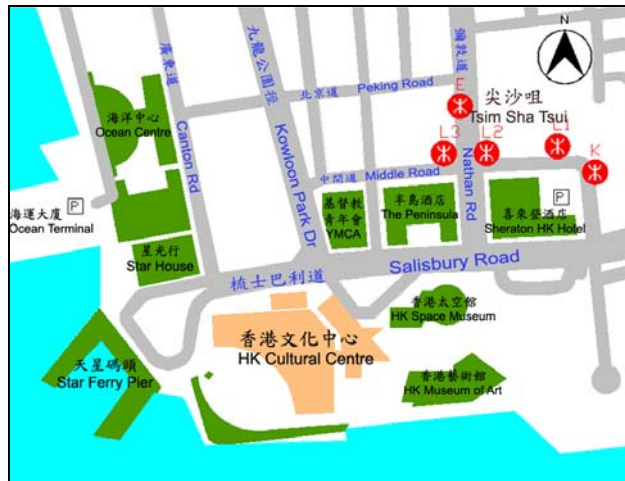 N
廣東道
Canton Rd
九龍公園徑
Kowloon Park Dr
彌敦道
Nathan Rd
北京道 Peking Road
E
尖沙咀
Tsim Sha Tsui
海洋中心
Ocean Centre
L3
L2
L1
K
中間道 Middle Road
P
海運大廈
Ocean Terminal
基督教
青年會
YMCA
半島酒店
The Peninsula
P
喜來登酒店
Sheraton HK Hotel
星光行
Star House
梳士巴利道 Salisbury Road
香港太空館
HK Space Museum
香港文化中心
HK Cultural Centre
天星碼頭
Star Ferry Pier
香港藝術館
HK Museum of Art